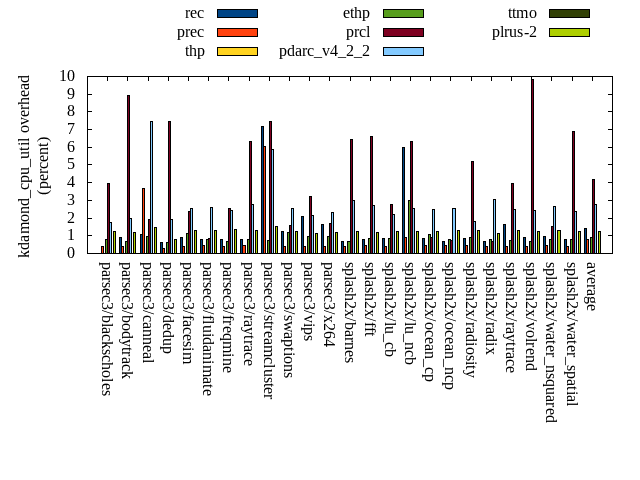 rec
prec
thp
ethp
prcl
pdarc_v4_2_2
ttmo
plrus-2
kdamond_cpu_util overhead
(percent)
10
9
8
7
6
5
4
3
2
1
0
parsec3/blackscholes
parsec3/bodytrack
parsec3/canneal
parsec3/dedup
parsec3/facesim
parsec3/fluidanimate
parsec3/freqmine
parsec3/raytrace
parsec3/streamcluster
parsec3/swaptions
parsec3/vips
parsec3/x264
splash2x/barnes
splash2x/fft
splash2x/lu_cb
splash2x/lu_ncb
splash2x/ocean_cp
splash2x/ocean_ncp
splash2x/radiosity
splash2x/radix
splash2x/raytrace
splash2x/volrend
splash2x/water_nsquared
splash2x/water_spatial
average